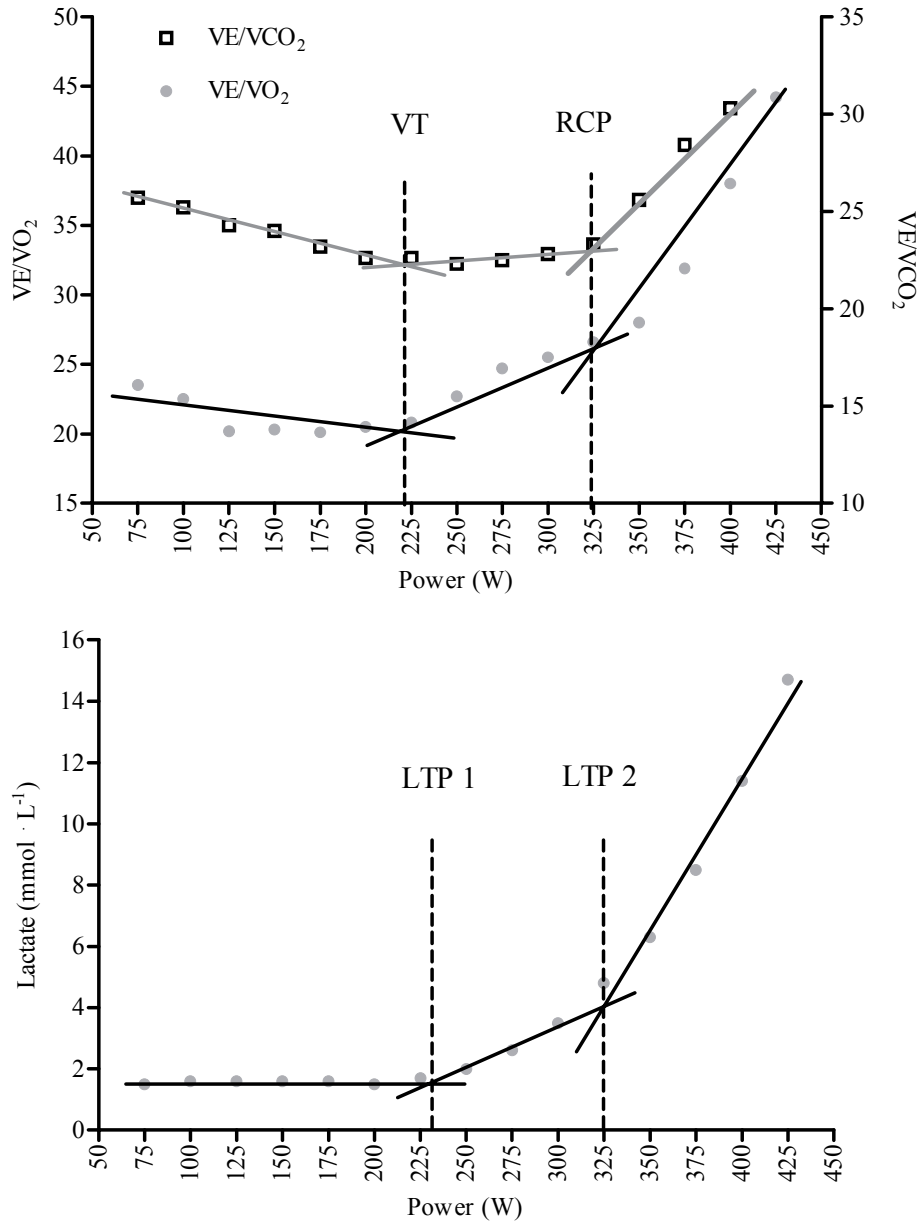 50
45
40
35
30
25
20
15
VE/VO₂
VE/VCO₂
VE/VO₂
VT
RCP
35
30
25
20
15
10
VE/VCO₂
50 75 100 125 150 175 200 225 250 275 300 325 350 375 400 425 450
Power (W)
16
14
12
10
8
6
4
2
0
Lactate (mmol · L⁻¹)
LTP 1
LTP 2
50 75 100 125 150 175 200 225 250 275 300 325 350 375 400 425 450
Power (W)